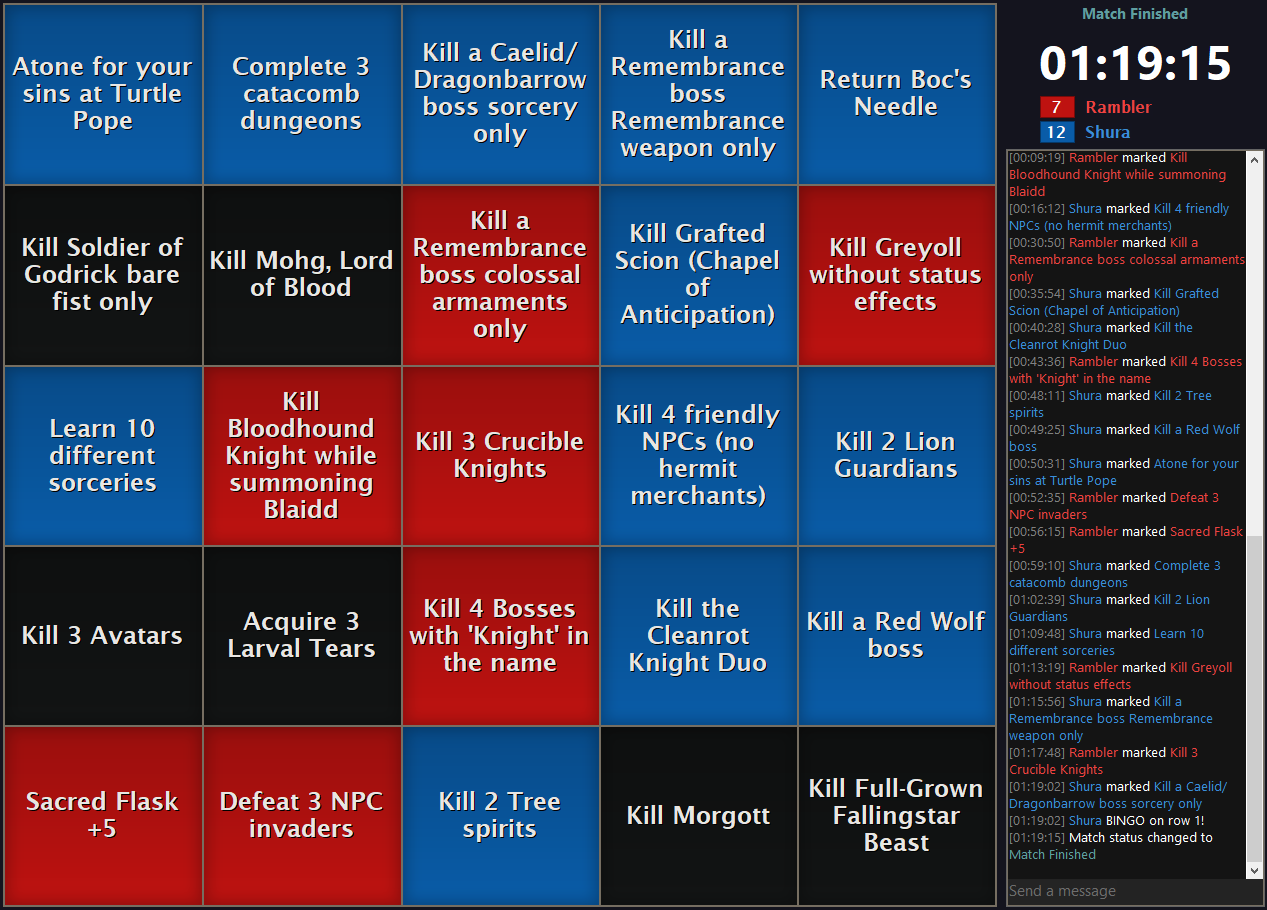 Atone for your
sins at Turtle
Pope
Complete 3
catacomb
dungeons
Kill a Caelid/
Dragonbarrow
boss sorcery
only
Kill a
Remembrance
boss
Remembrance
weapon only
Return Boc's
Needle
Kill Soldier of
Godrick bare
fist only
Kill Mohg, Lord
of Blood
Kill a
Remembrance
boss colossal
armaments
only
Kill Grafted
Scion (Chapel
of
Anticipation)
Kill Greyoll
without status
effects
Learn 10
different
sorceries
Kill
Bloodhound
Knight while
summoning
Blaidd
Kill 3 Crucible
Knights
Kill 4 friendly
NPCs (no
hermit
merchants)
Kill 2 Lion
Guardians
Kill 3 Avatars
Acquire 3
Larval Tears
Kill 4 Bosses
with 'Knight' in
the name
Kill the
Cleanrot
Knight Duo
Kill a Red Wolf
boss
Sacred Flask
+5
Defeat 3 NPC
invaders
Kill 2 Tree
spirits
Kill Morgott
Kill Full-Grown
Fallingstar
Beast
Match Finished
01:19:15
7 Rambler
12 Shura
[00:09:19] Rambler marked Kill
Bloodhound Knight while summoning
Blaidd
[00:16:12] Shura marked Kill 4 friendly
NPCs (no hermit merchants)
[00:30:50] Rambler marked Kill a
Remembrance boss colossal armaments
only
[00:35:54] Shura marked Kill Grafted
Scion (Chapel of Anticipation)
[00:40:28] Shura marked Kill the
Cleanrot Knight Duo
[00:43:36] Rambler marked Kill 4 Bosses
with 'Knight' in the name
[00:48:11] Shura marked Kill 2 Tree
spirits
[00:49:25] Shura marked Kill a Red Wolf
boss
[00:50:31] Shura marked Atone for your
sins at Turtle Pope
[00:52:35] Rambler marked Defeat 3
NPC invaders
[00:56:15] Rambler marked Sacred Flask
+5
[00:59:10] Shura marked Complete 3
catacomb dungeons
[01:02:39] Shura marked Kill 2 Lion
Guardians
[01:09:48] Shura marked Learn 10
different sorceries
[01:13:19] Rambler marked Kill Greyoll
without status effects
[01:15:56] Shura marked Kill a
Remembrance boss Remembrance
weapon only
[01:17:48] Rambler marked Kill 3
Crucible Knights
[01:19:02] Shura marked Kill a Caelid/
Dragonbarrow boss sorcery only
[01:19:02] Shura BINGO on row 1!
[01:19:15] Match status changed to
Match Finished
Send a message